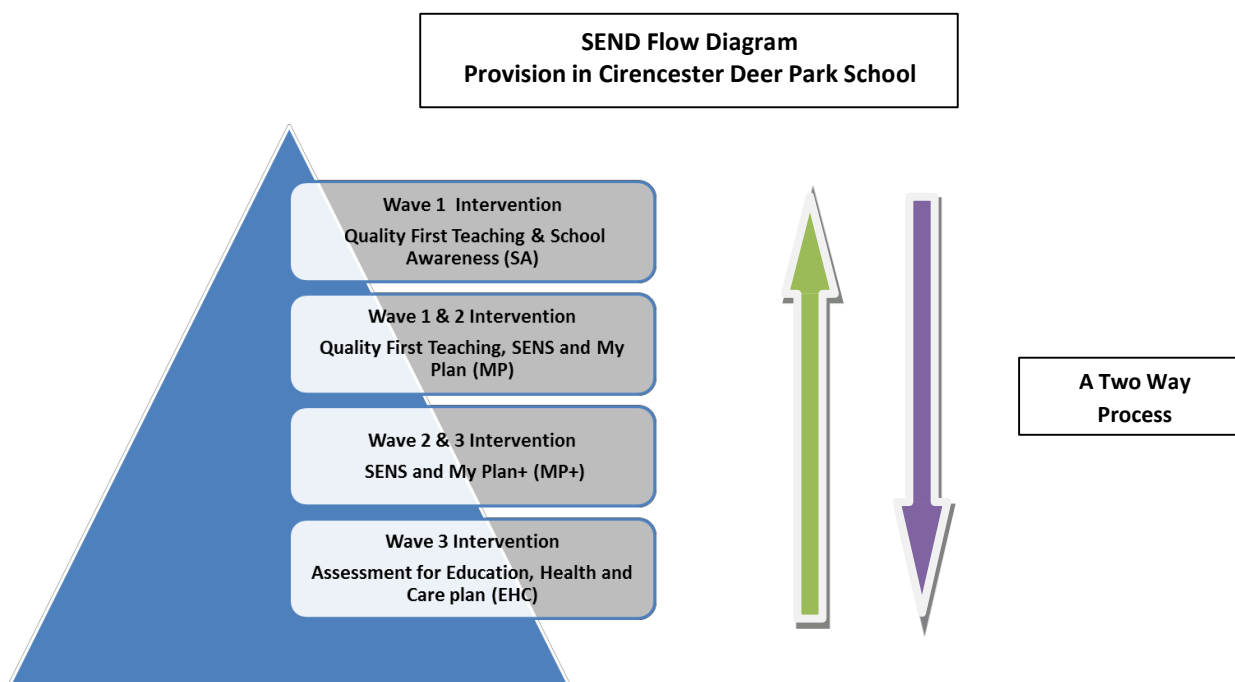 SEND Flow Diagram
Provision in Cirencester Deer Park School
Wave 1 Intervention
Quality First Teaching & School
Awareness (SA)
Wave 1 & 2 Intervention
Quality First Teaching, SENS and My
Plan (MP)
Wave 2 & 3 Intervention
SENS and My Plan+ (MP+)
Wave 3 Intervention
Assessment for Education, Health and
Care plan (EHC)
A Two Way
Process